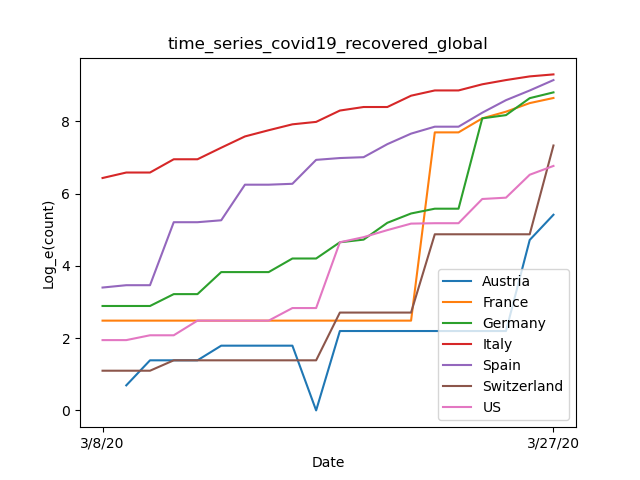 time_series_covid19_recovered_global
Log_e(count)
8
6
4
2
0
Austria
France
Germany
Italy
Spain
Switzerland
US
3/8/20
3/27/20
Date